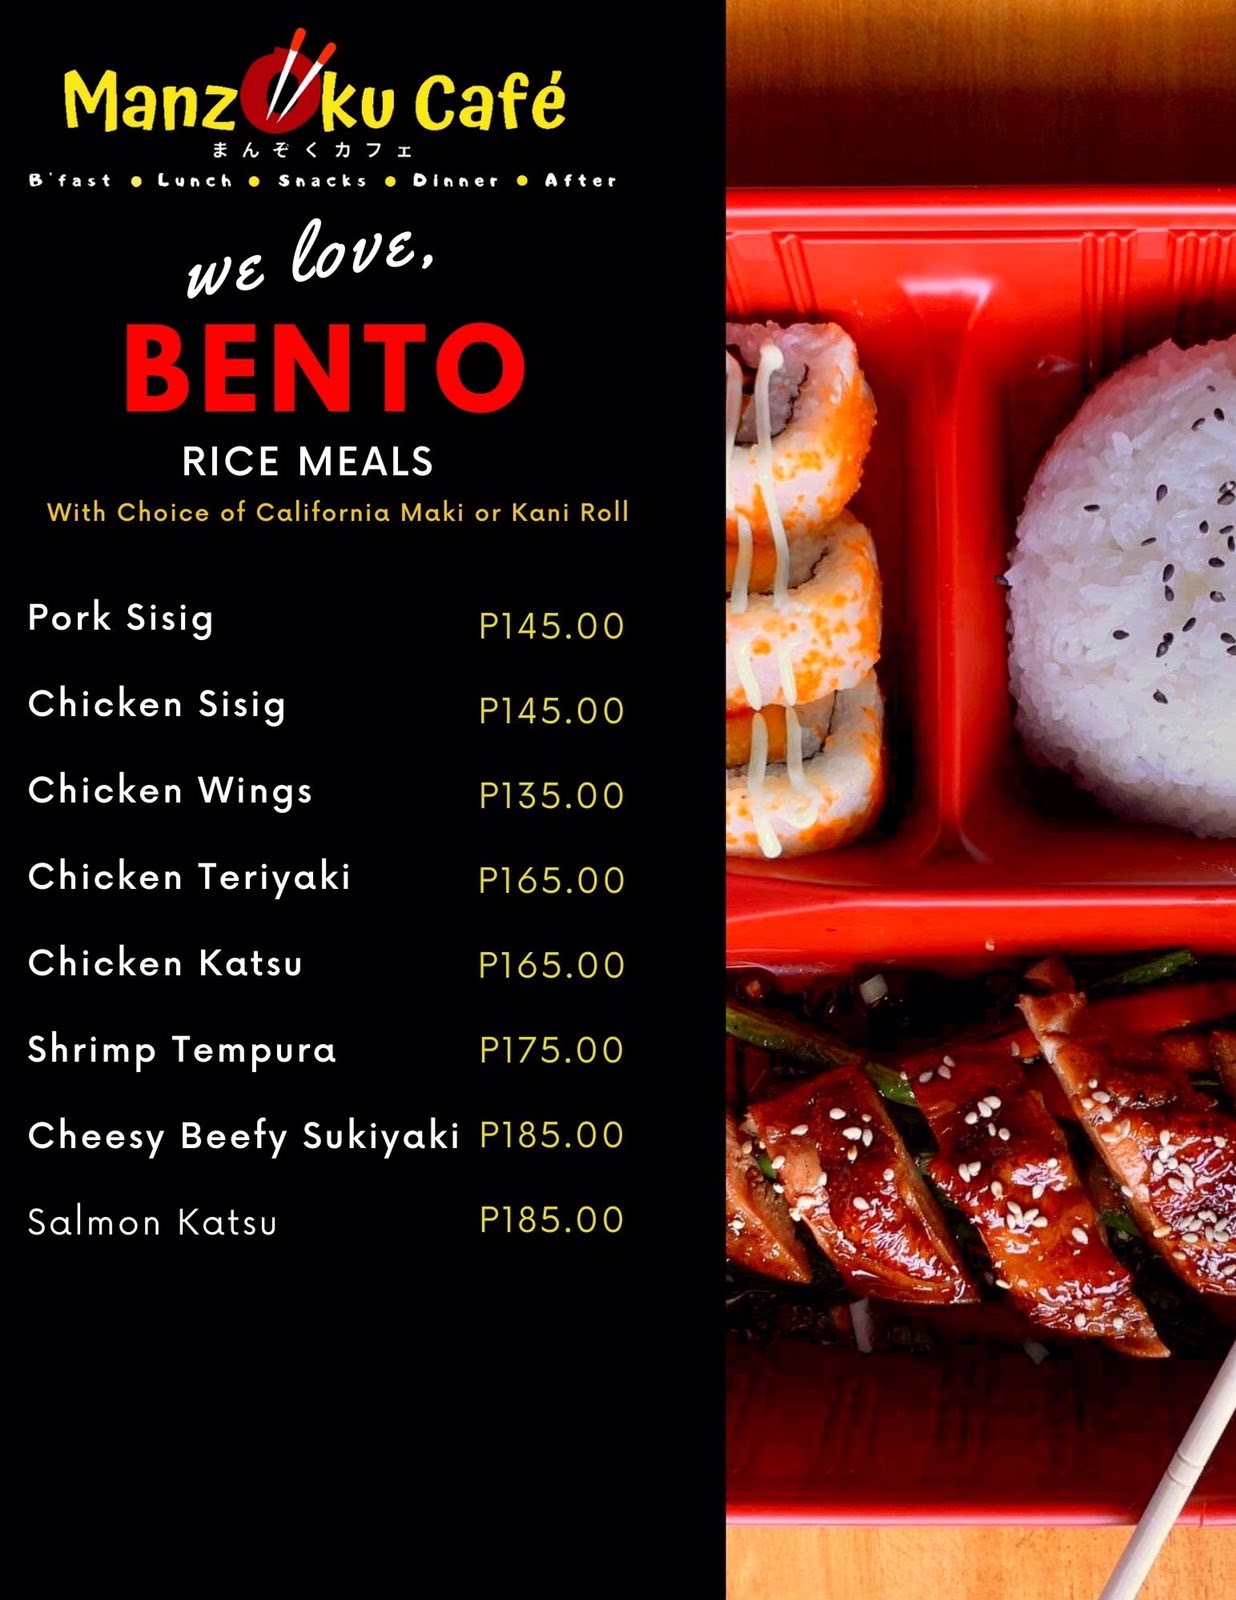 Manzoku Café
まんぞくカフェ
B'fast • Lunch • Snacks • Dinner • After
we love,
BENTO
RICE MEALS
With Choice of California Maki or Kani Roll
Pork Sisig P145.00
Chicken Sisig P145.00
Chicken Wings P135.00
Chicken Teriyaki P165.00
Chicken Katsu P165.00
Shrimp Tempura P175.00
Cheesy Beefy Sukiyaki P185.00
Salmon Katsu P185.00